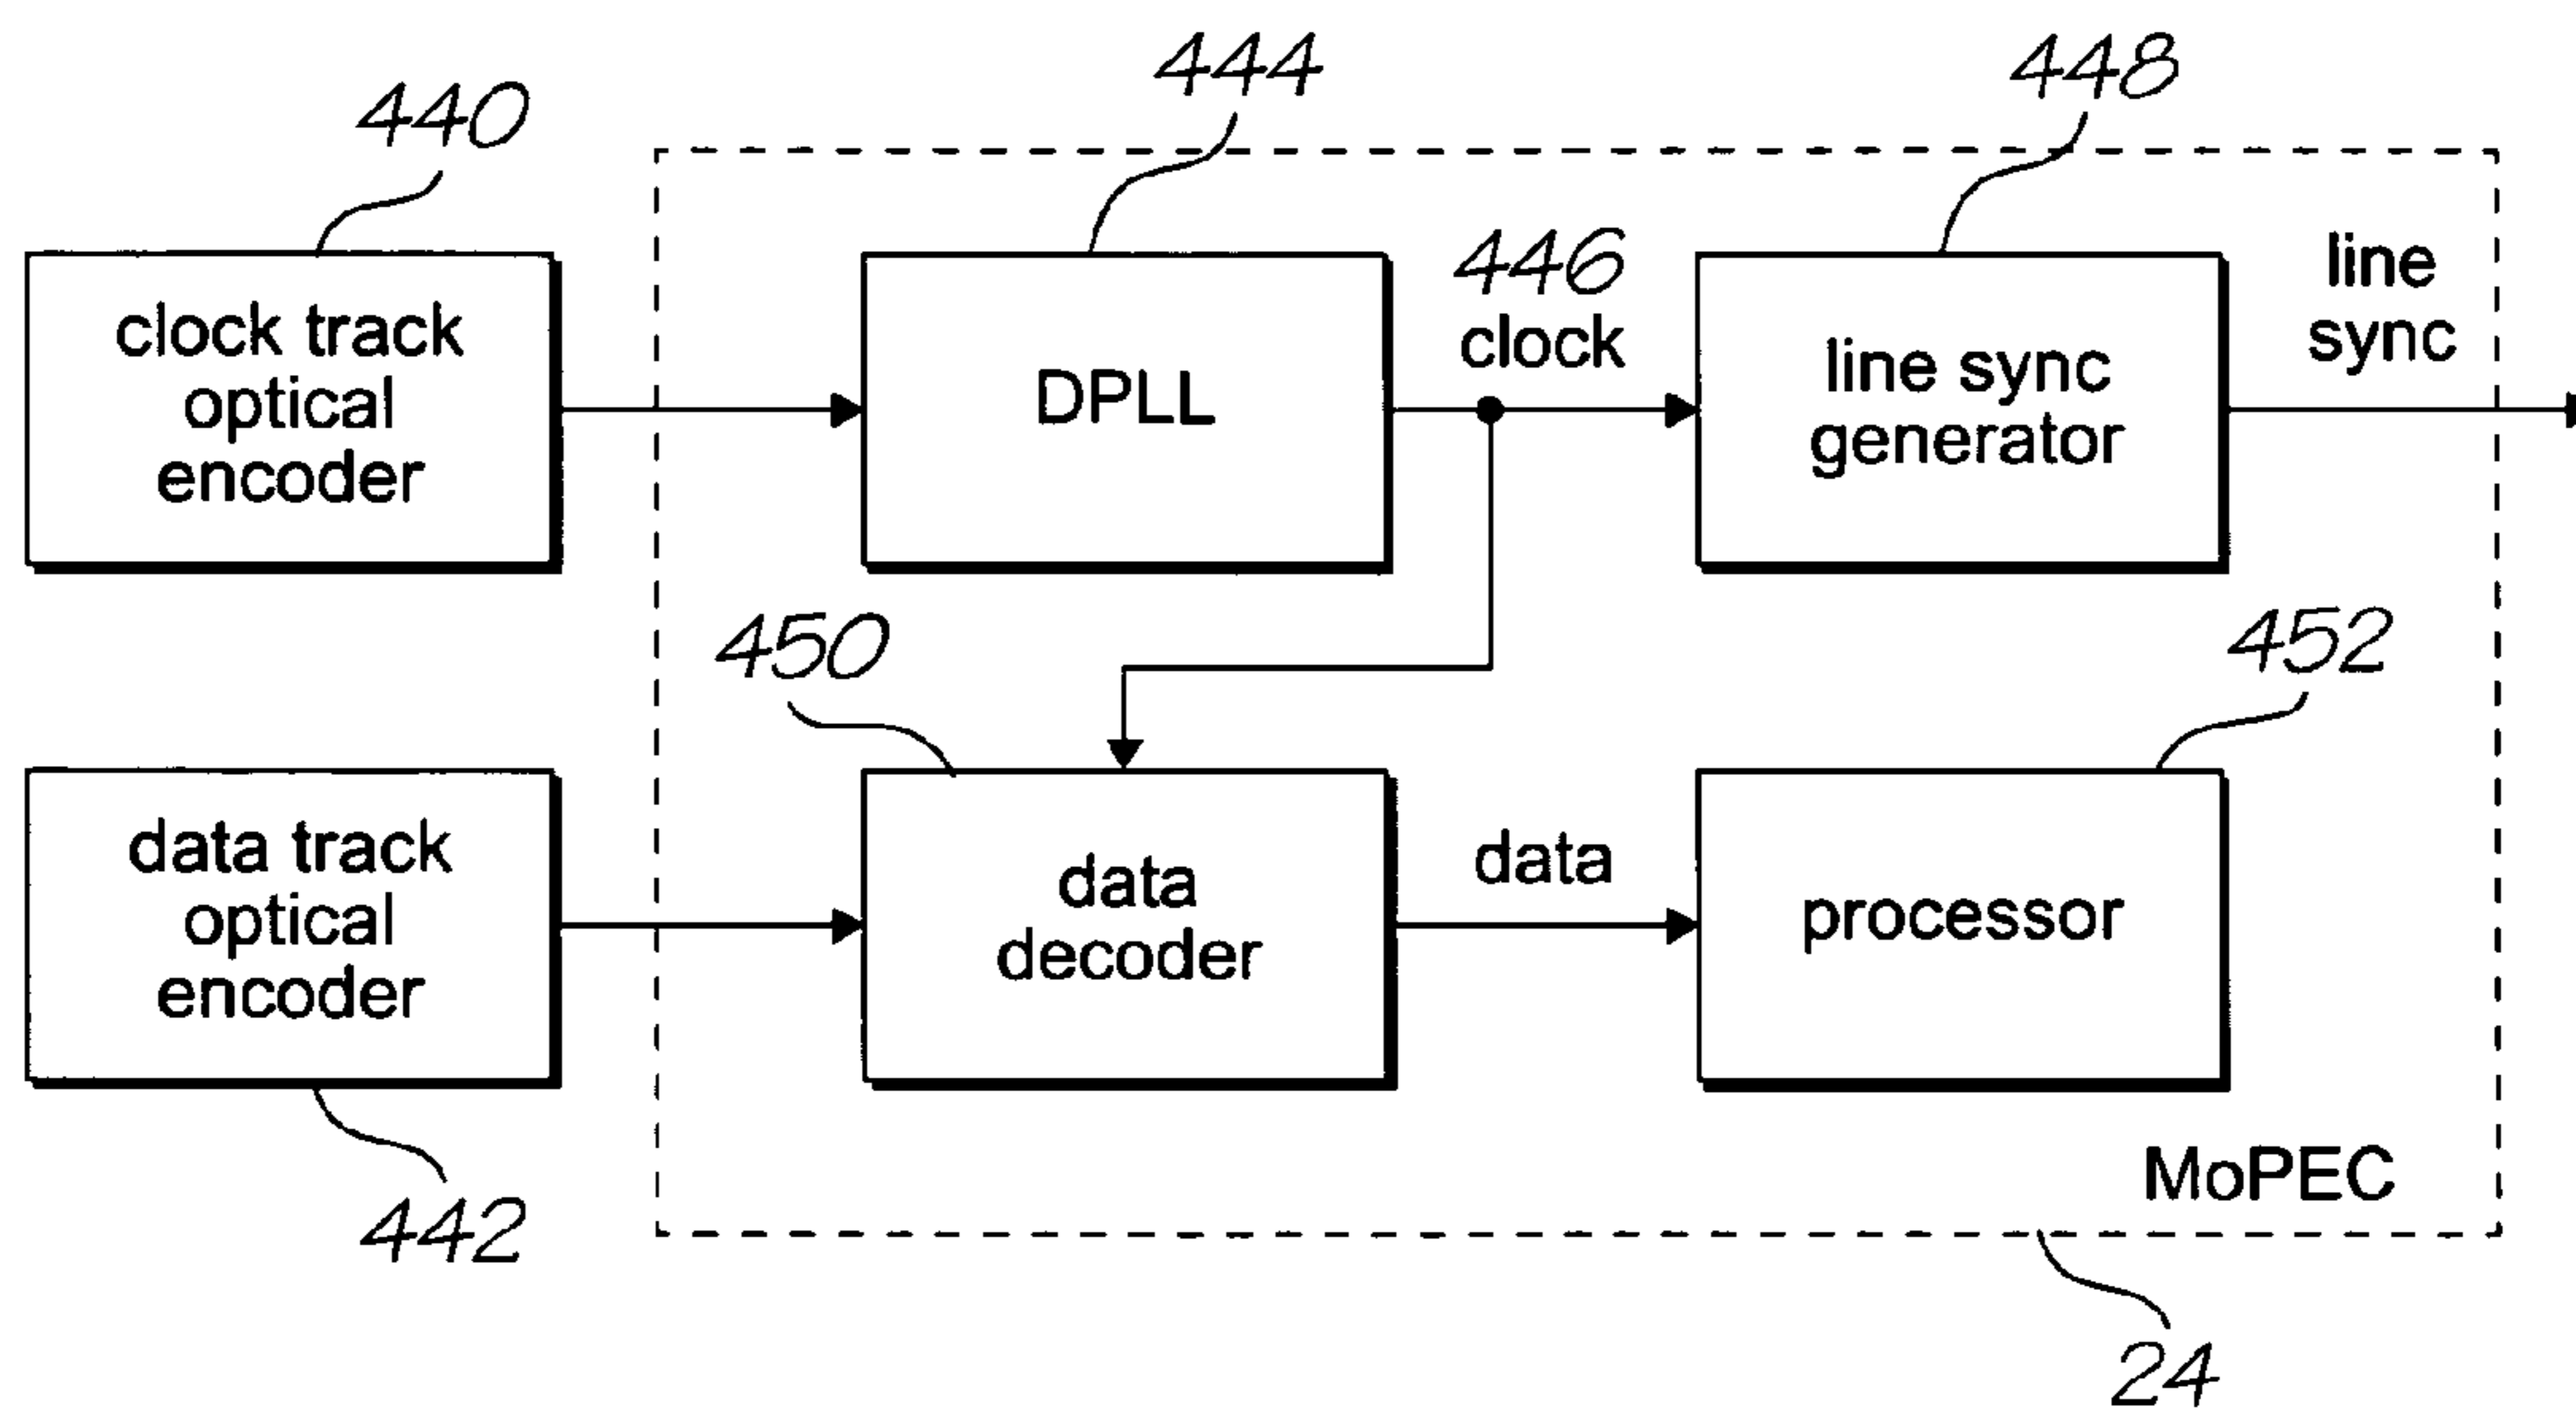 440
444
448
clock track
optical
encoder
DPLL
446
clock
line sync
generator
line
sync
450
452
data track
optical
encoder
data
decoder
data
processor
MoPEC
442
24